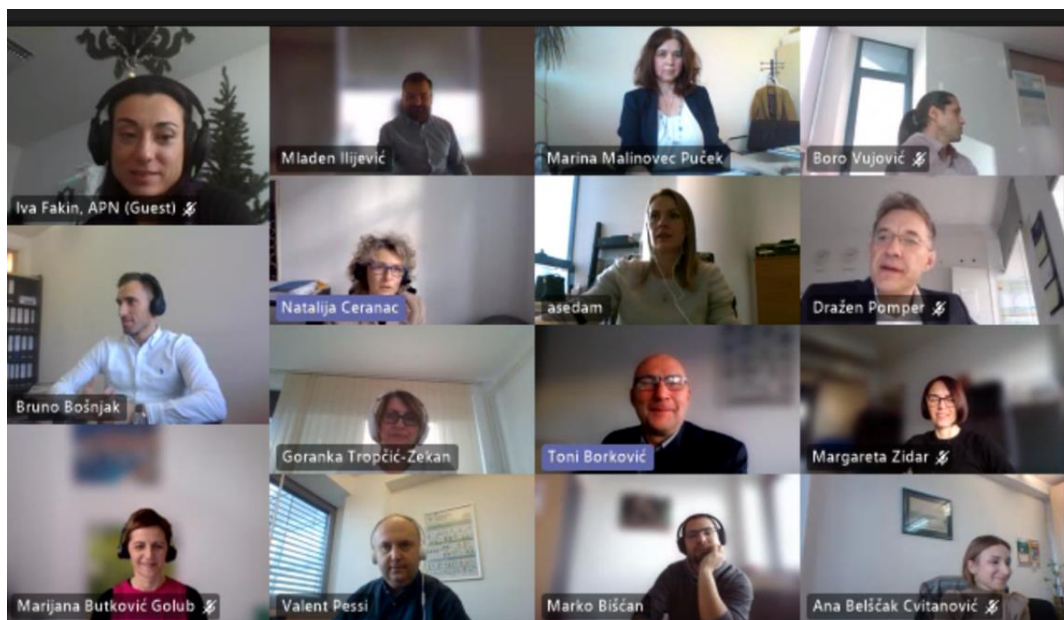 Iva Fakin, APN (Guest)
Mladen Ilijević
Marina Malinovec Puček
Boro Vujović
Bruno Bošnjak
Natalija Ceranac
asedam
Dražen Pomper
Goranka Tropčić-Zekan
Toni Borković
Margareta Zidar
Marijana Butković Golub
Valent Pessi
Marko Bišćan
Ana Belščak Cvitanović